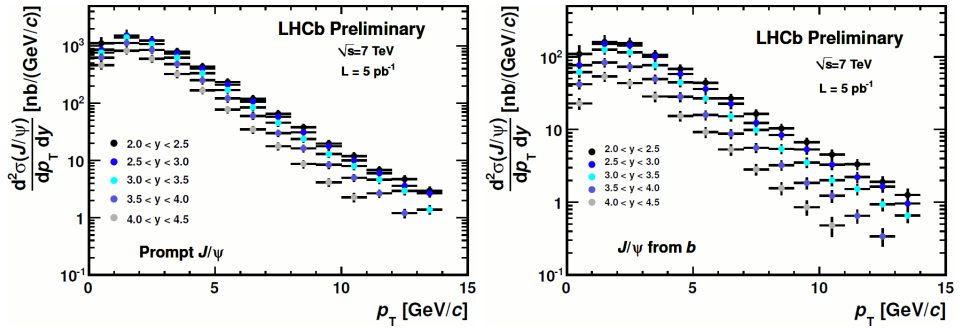 LHCb Preliminary
√s=7 TeV
L = 5 pb⁻¹
d²σ(J/ψ)/dp_T dy [nb/(GeV/c)]
10³
10²
10
1
10⁻¹
2.0 < y < 2.5
2.5 < y < 3.0
3.0 < y < 3.5
3.5 < y < 4.0
4.0 < y < 4.5
Prompt J/ψ
0 5 10 15
p_T [GeV/c]
LHCb Preliminary
√s=7 TeV
L = 5 pb⁻¹
d²σ(J/ψ)/dp_T dy [nb/(GeV/c)]
10²
10
1
10⁻¹
2.0 < y < 2.5
2.5 < y < 3.0
3.0 < y < 3.5
3.5 < y < 4.0
4.0 < y < 4.5
J/ψ from b
0 5 10 15
p_T [GeV/c]